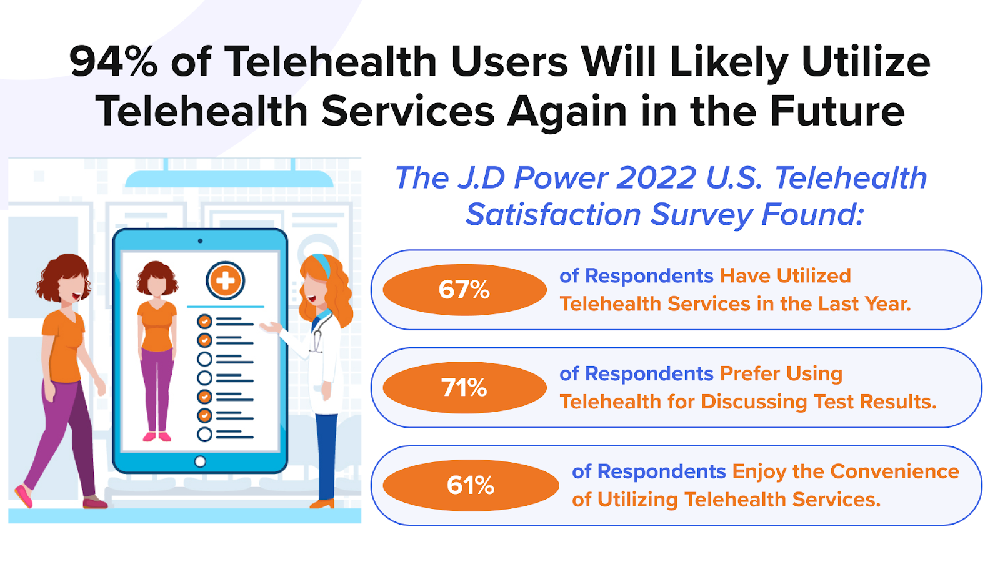 94% of Telehealth Users Will Likely Utilize
Telehealth Services Again in the Future
The J.D Power 2022 U.S. Telehealth
Satisfaction Survey Found:
67%
of Respondents Have Utilized
Telehealth Services in the Last Year.
71%
of Respondents Prefer Using
Telehealth for Discussing Test Results.
61%
of Respondents Enjoy the Convenience
of Utilizing Telehealth Services.